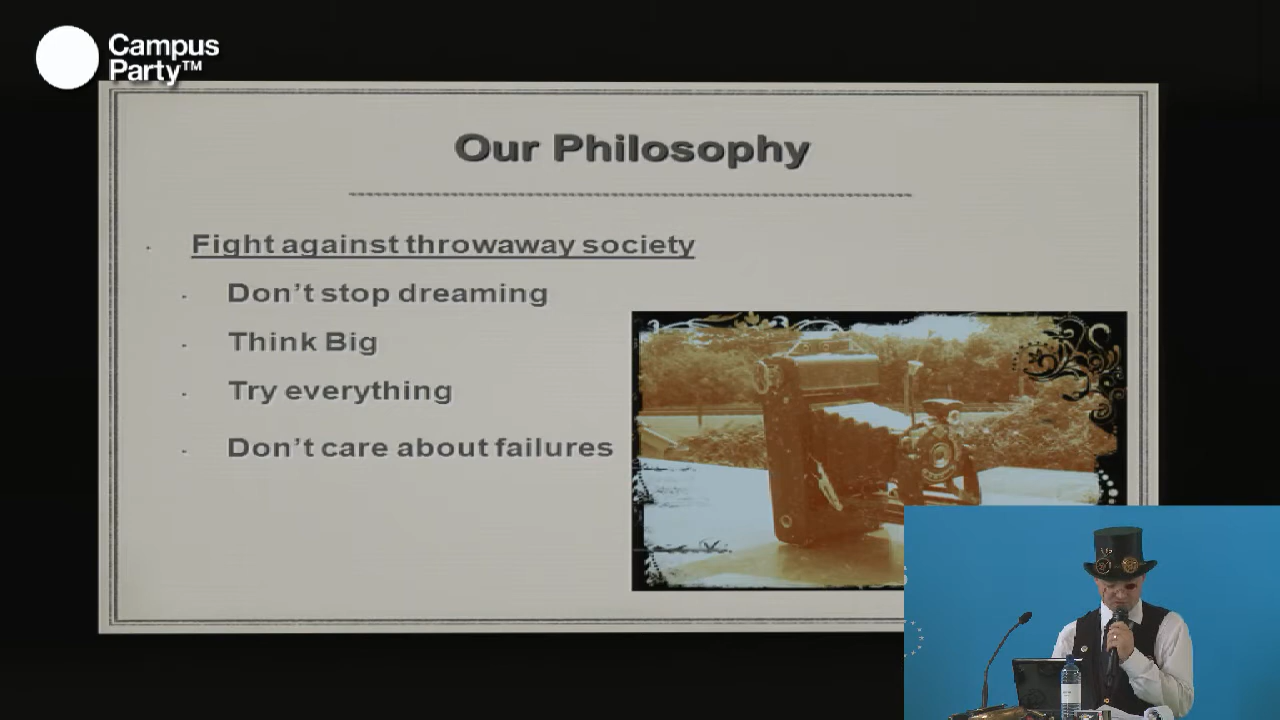 Campus
Party™
Our Philosophy
Fight against throwaway society
Don't stop dreaming
Think Big
Try everything
Don't care about failures